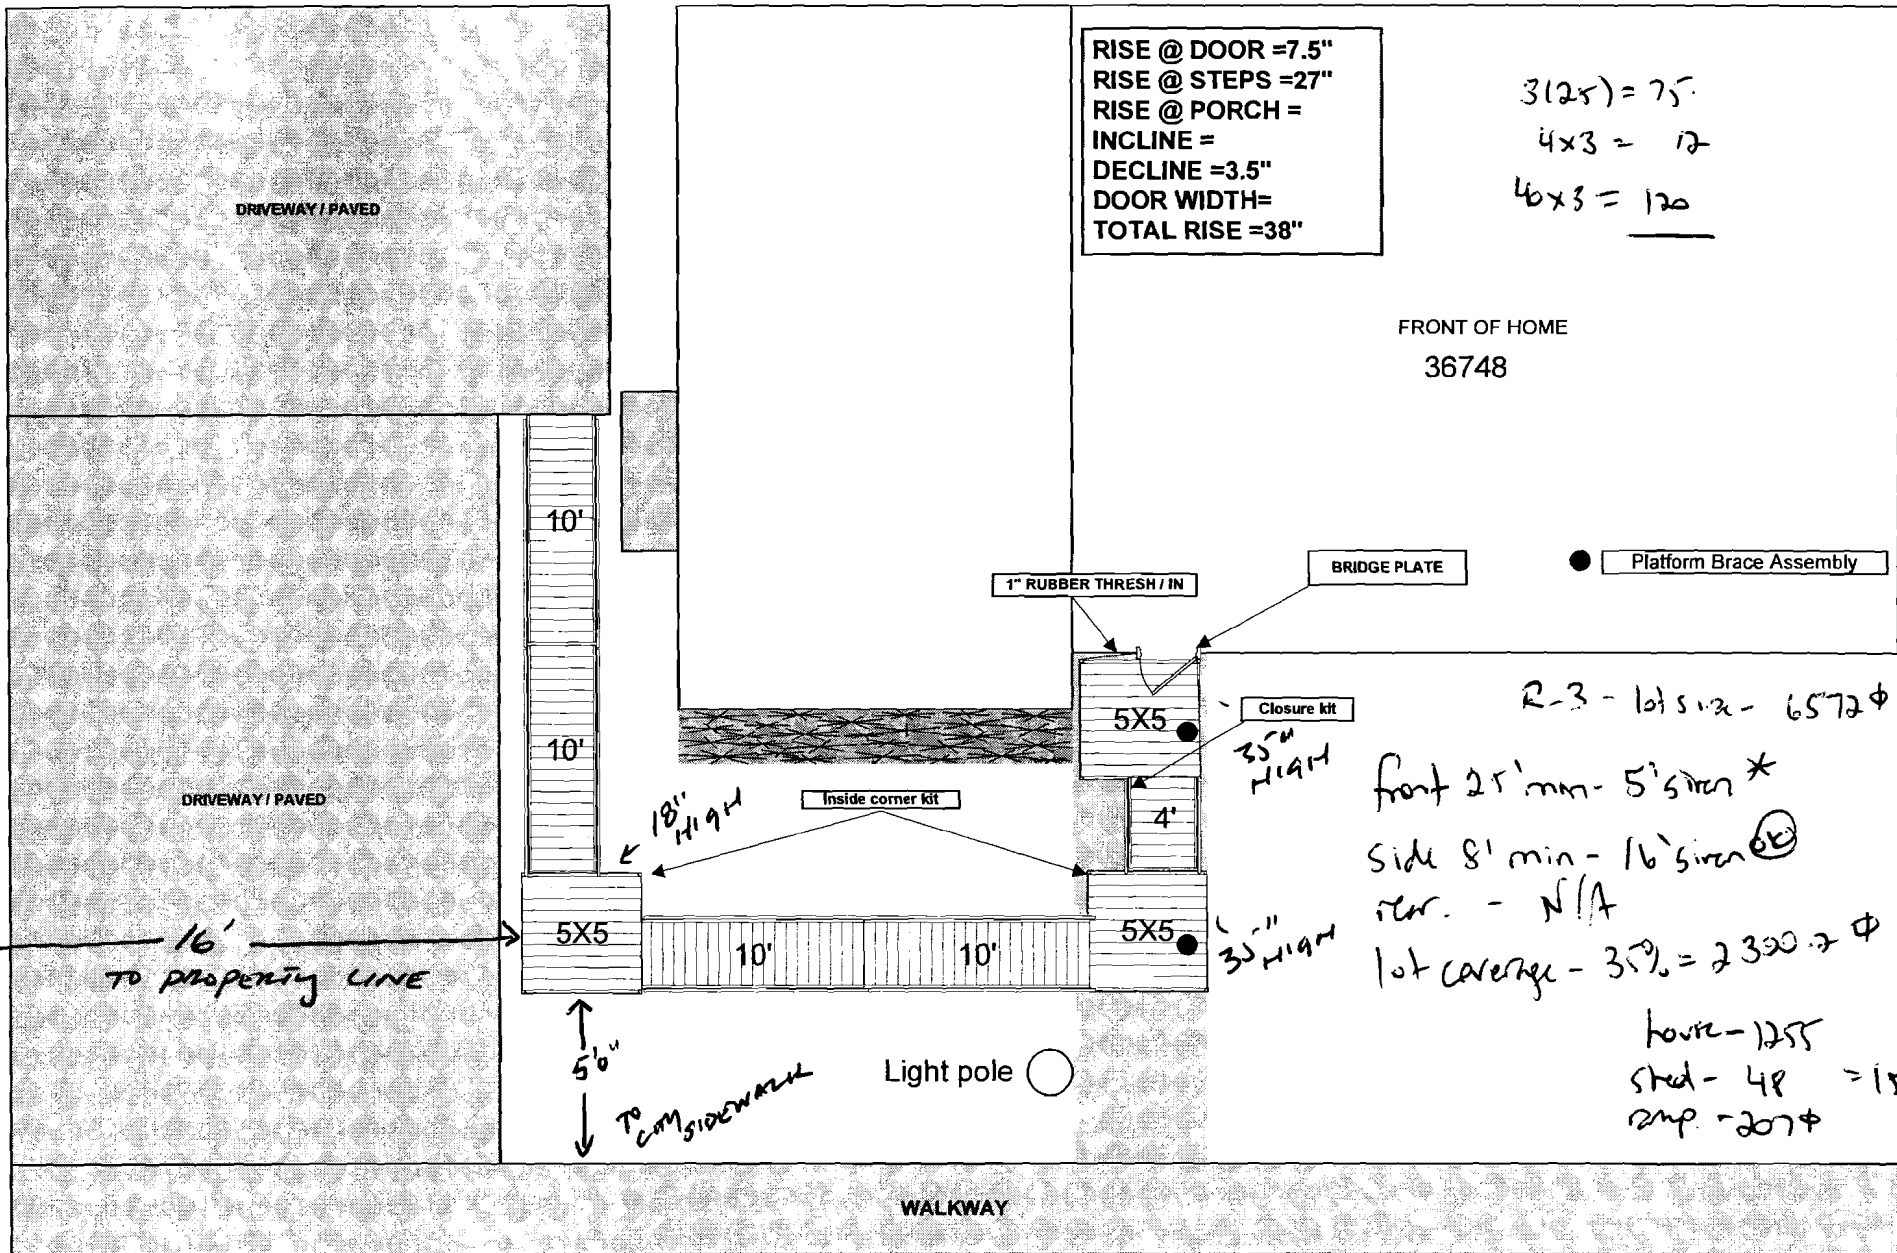 RISE @ DOOR =7.5"
RISE @ STEPS =27"
RISE @ PORCH =
INCLINE =
DECLINE =3.5"
DOOR WIDTH=
TOTAL RISE =38"
3(25) = 75.
4x3 = 12
40x3 = 120
DRIVEWAY / PAVED
FRONT OF HOME
36748
10'
1" RUBBER THRESH / IN
BRIDGE PLATE
Platform Brace Assembly
5X5
Closure kit
35" HIGH
R-3 - lot size - 6572 ⌀
front 25' min - 5' given *
10'
DRIVEWAY / PAVED
18" HIGH
Inside corner kit
4'
side 8' min - 16' given ok
rear. - N/A
16'
TO PROPERTY LINE
5X5
10'
10'
5X5
35" HIGH
lot coverage - 35% = 2300.2 ⌀
5'0"
TO SIDEWALK
Light pole
house - 1255
shed - 48
ramp. - 207 ⌀
WALKWAY